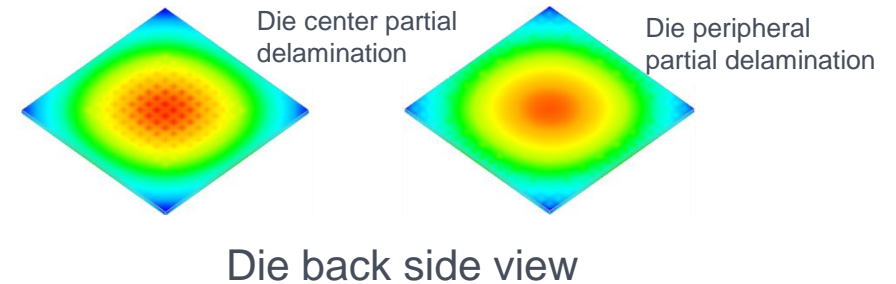 Die center partial
delamination
Die peripheral
partial delamination
Die back side view